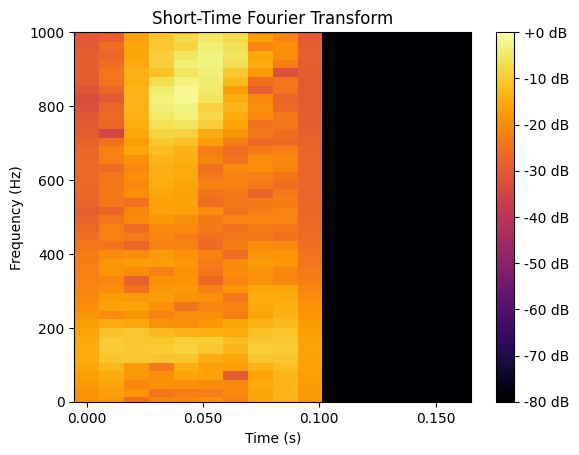 Short-Time Fourier Transform
1000
800
600
400
200
0
Frequency (Hz)
0.000
0.050
0.100
0.150
Time (s)
+0 dB
-10 dB
-20 dB
-30 dB
-40 dB
-50 dB
-60 dB
-70 dB
-80 dB